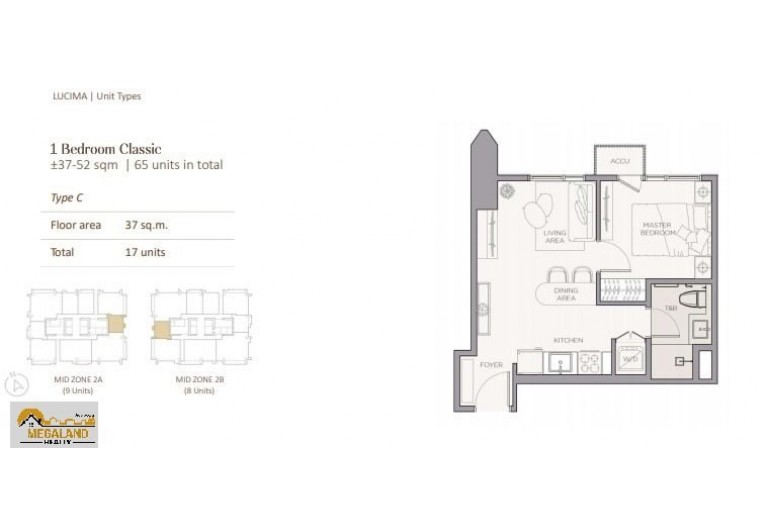 LUCIMA | Unit Types
1 Bedroom Classic
±37-52 sqm | 65 units in total
Type C
Floor area 37 sq.m.
Total 17 units
MID ZONE 2A
(9 Units)
MID ZONE 2B
(8 Units)
MEGALAND
REALTY
ACCU
LIVING
AREA
MASTER
BEDROOM
DINING
AREA
T&B
KITCHEN
W/D
FOYER